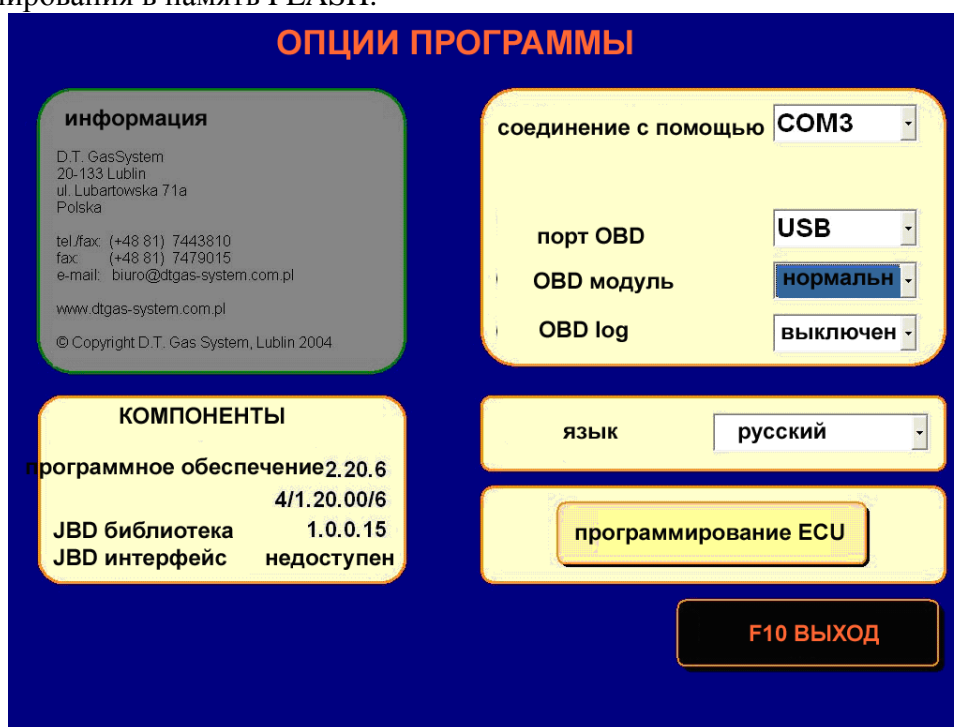 в память FLASH.
ОПЦИИ ПРОГРАММЫ
информация
D.T. GasSystem
20-133 Lublin
ul. Lubartowska 71a
Polska
tel./fax: (+48 81) 7443810
fax: (+48 81) 7479015
e-mail: biuro@dtgas-system.com.pl
www.dtgas-system.com.pl
© Copyright D.T. Gas System, Lublin 2004
соединение с помощью COM3
порт OBD USB
OBD модуль нормальн
OBD log выключен
КОМПОНЕНТЫ
программное обеспечение 2.20.6
4/1.20.00/6
JBD библиотека 1.0.0.15
JBD интерфейс недоступен
язык русский
программирование ECU
F10 ВЫХОД